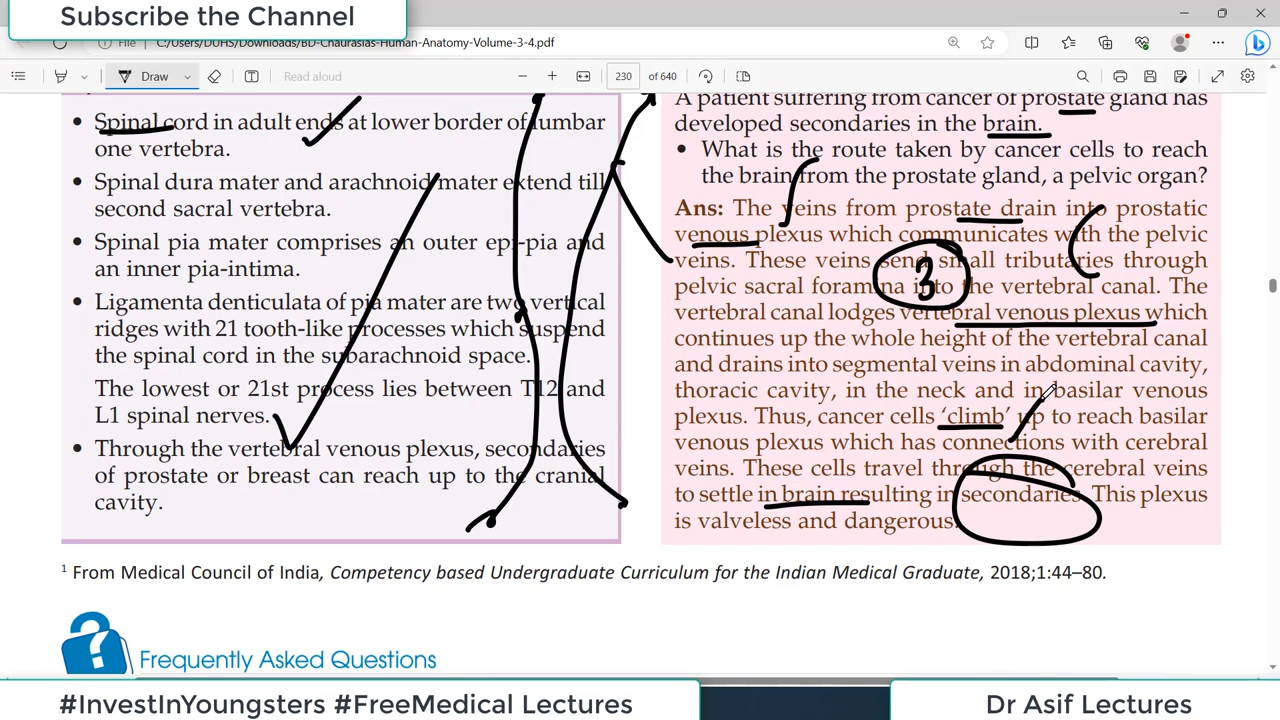 Subscribe the Channel
File
C:/Users/DUHS/Downloads/BD-Chaurasias-Human-Anatomy-Volume-3-4.pdf
Draw
Read aloud
230 of 640
• Spinal cord in adult ends at lower border of lumbar
one vertebra.
• Spinal dura mater and arachnoid mater extend till
second sacral vertebra.
• Spinal pia mater comprises an outer epi-pia and
an inner pia-intima.
• Ligamenta denticulata of pia mater are two vertical
ridges with 21 tooth-like processes which suspend
the spinal cord in the subarachnoid space.
The lowest or 21st process lies between T12 and
L1 spinal nerves.
• Through the vertebral venous plexus, secondaries
of prostate or breast can reach up to the cranial
cavity.
A patient suffering from cancer of prostate gland has
developed secondaries in the brain.
• What is the route taken by cancer cells to reach
the brain from the prostate gland, a pelvic organ?
Ans: The veins from prostate drain into prostatic
venous plexus which communicates with the pelvic
veins. These veins send small tributaries through
pelvic sacral foramina into the vertebral canal. The
vertebral canal lodges vertebral venous plexus which
continues up the whole height of the vertebral canal
and drains into segmental veins in abdominal cavity,
thoracic cavity, in the neck and in basilar venous
plexus. Thus, cancer cells ‘climb’ up to reach basilar
venous plexus which has connections with cerebral
veins. These cells travel through the cerebral veins
to settle in brain resulting in secondaries. This plexus
is valveless and dangerous.
3
1 From Medical Council of India, Competency based Undergraduate Curriculum for the Indian Medical Graduate, 2018;1:44–80.
Frequently Asked Questions
#InvestInYoungsters #FreeMedical Lectures
Dr Asif Lectures